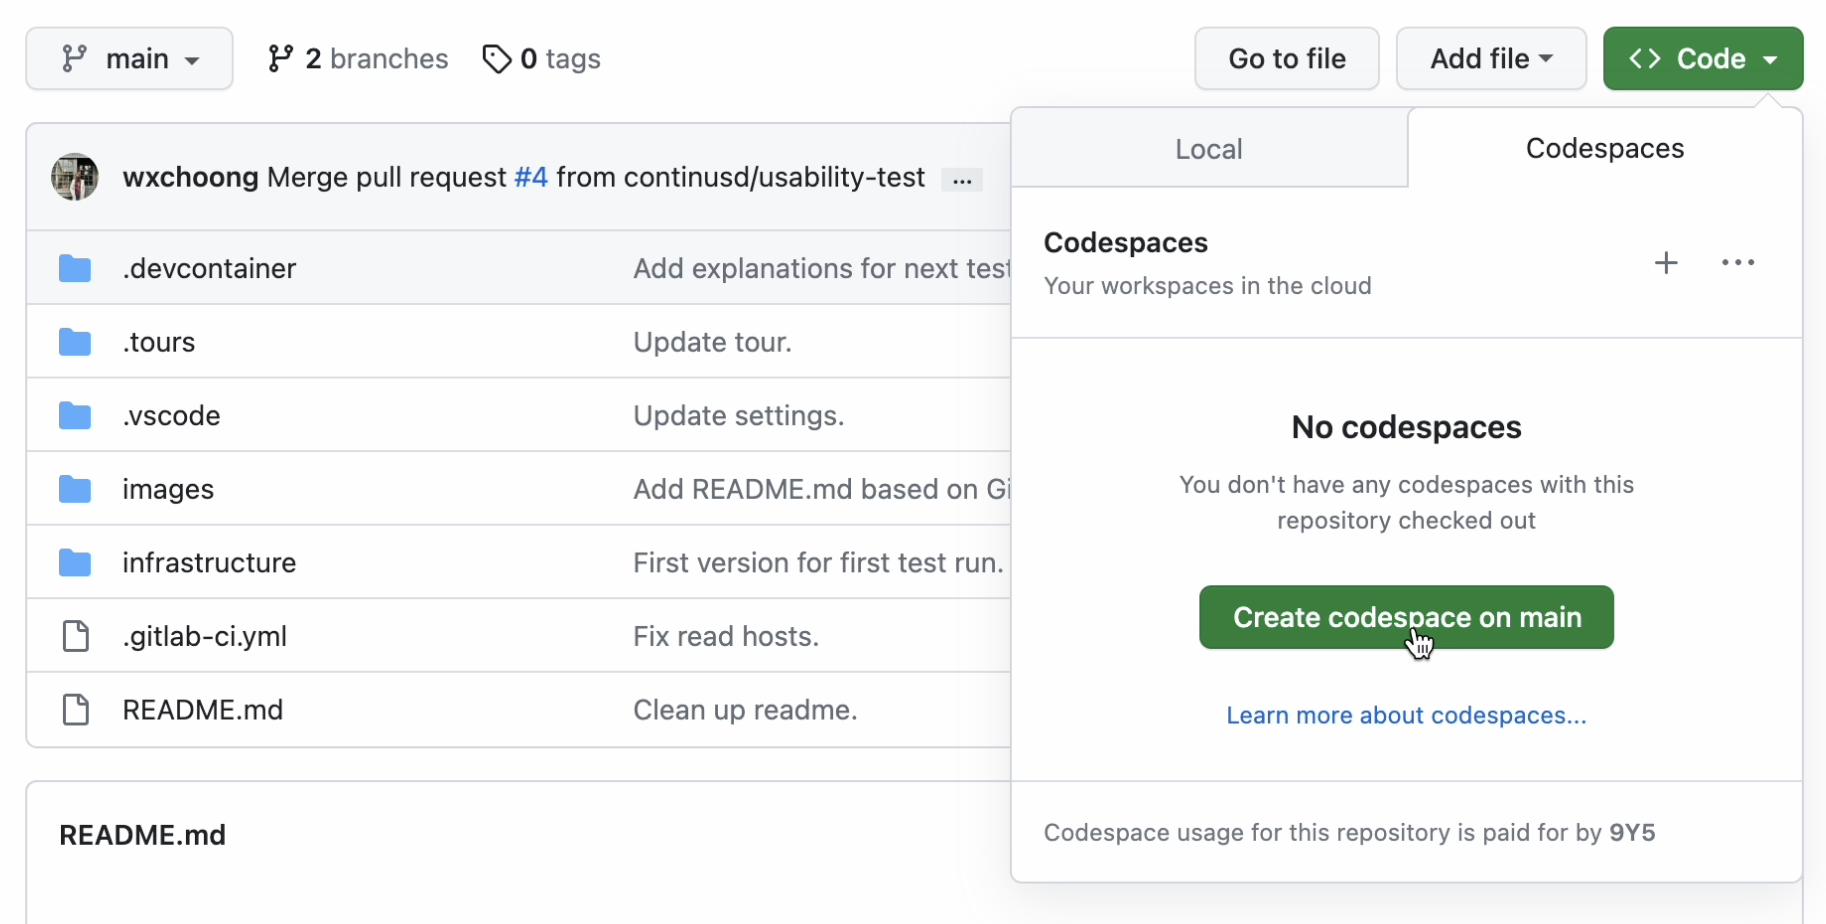 main
2 branches
0 tags
Go to file
Add file
Code
wxchoong Merge pull request #4 from continusd/usability-test ...
.devcontainer Add explanations for next test
.tours Update tour.
.vscode Update settings.
images Add README.md based on Gi
infrastructure First version for first test run.
.gitlab-ci.yml Fix read hosts.
README.md Clean up readme.
README.md
Local
Codespaces
Codespaces
Your workspaces in the cloud
No codespaces
You don't have any codespaces with this
repository checked out
Create codespace on main
Learn more about codespaces...
Codespace usage for this repository is paid for by 9Y5